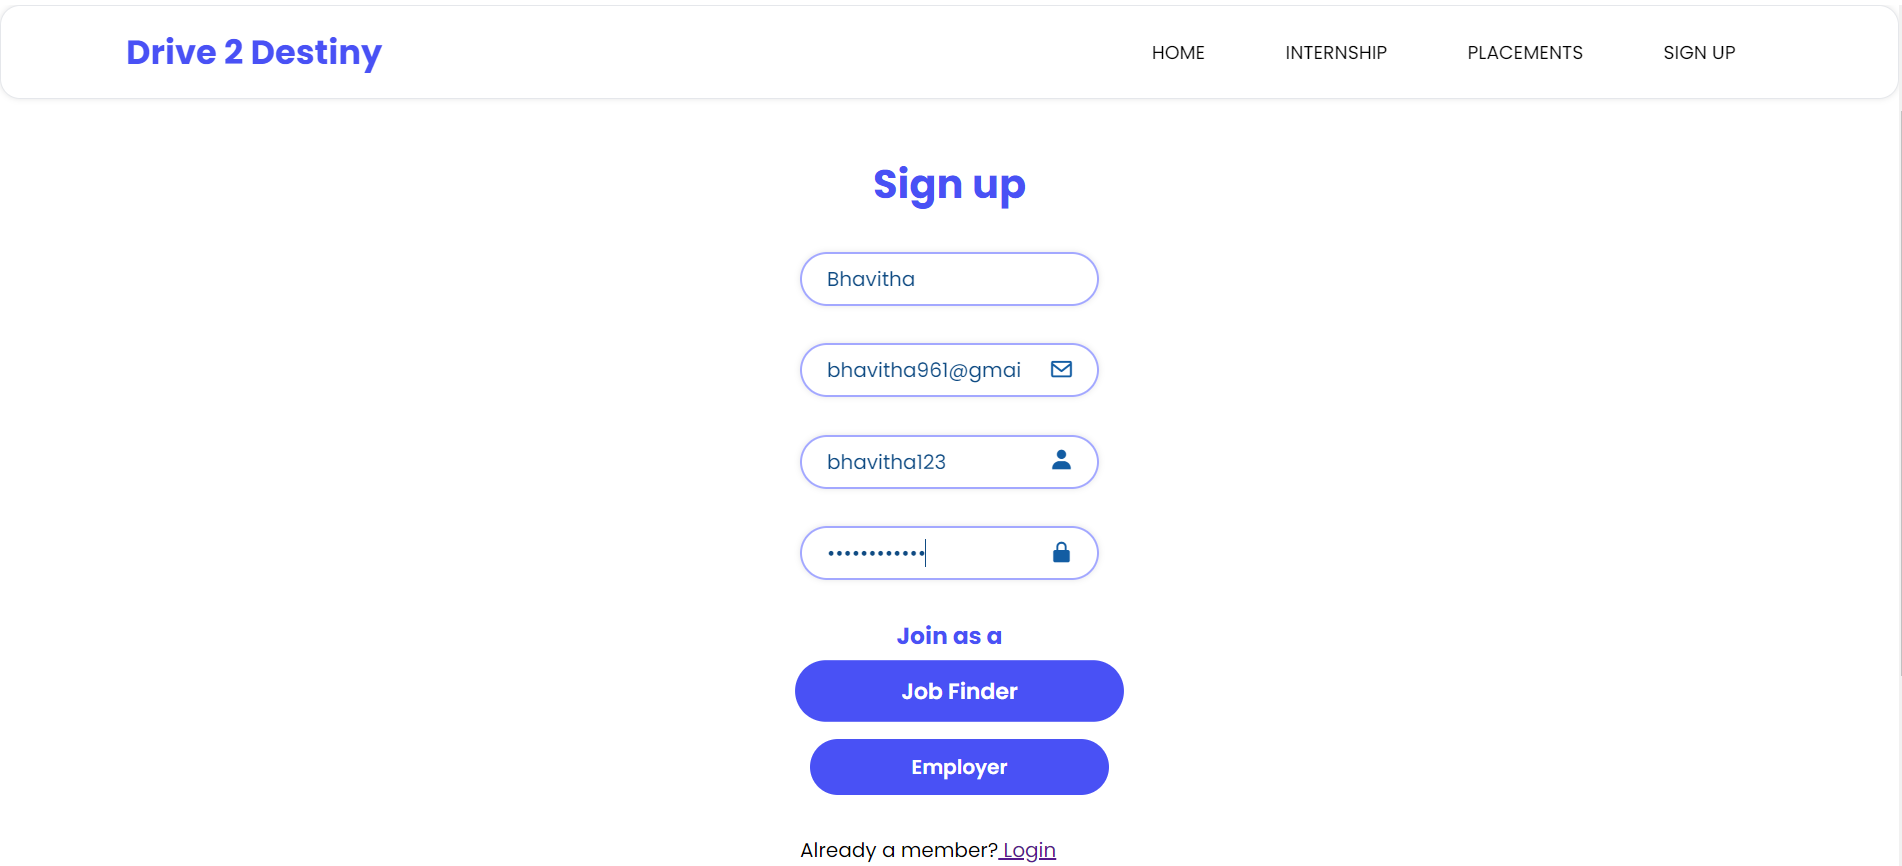 Drive 2 Destiny
HOME INTERNSHIP PLACEMENTS SIGN UP
Sign up
Bhavitha
bhavitha961@gmai
bhavitha123
••••••••••••
Join as a
Job Finder
Employer
Already a member? Login